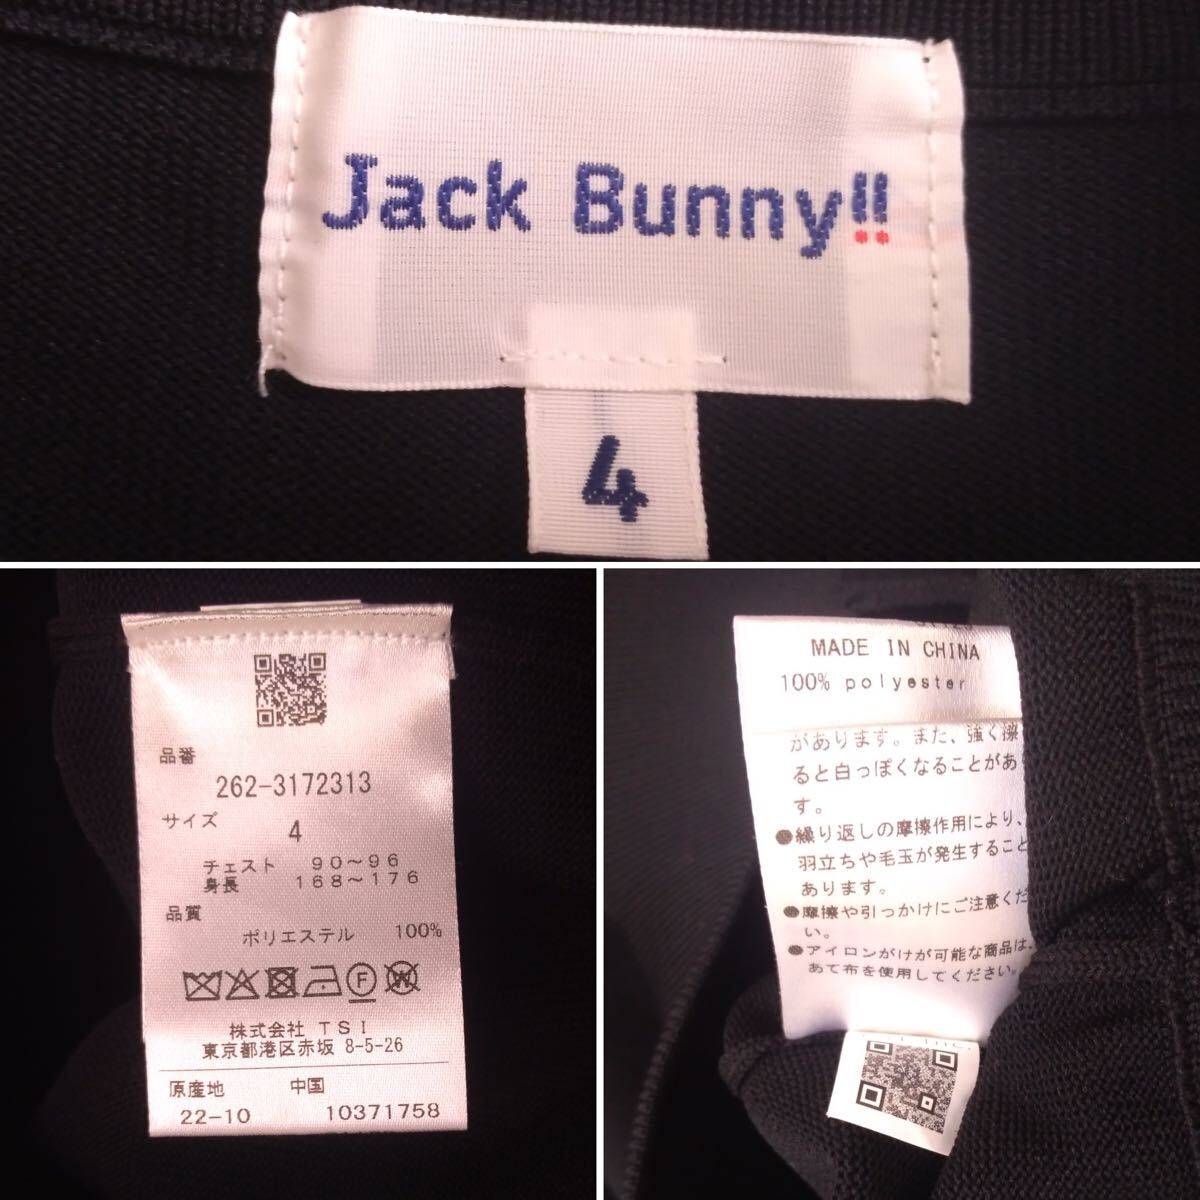 Jack Bunny!!
4
品番
262-3172313
サイズ
4
チェスト 90～96
身長 168～176
品質
ポリエステル 100%
F
W
株式会社 TSI
東京都港区赤坂 8-5-26
原産地 中国
22-10 10371758
MADE IN CHINA
100% polyester
があります。また、強く擦
ると白っぽくなることがあ
す。
●繰り返しの摩擦作用により、
羽立ちや毛玉が発生すること
あります。
●摩擦や引っかけにご注意くだ
い。
●アイロンがけが可能な商品は、
あて布を使用してください。
Inc.